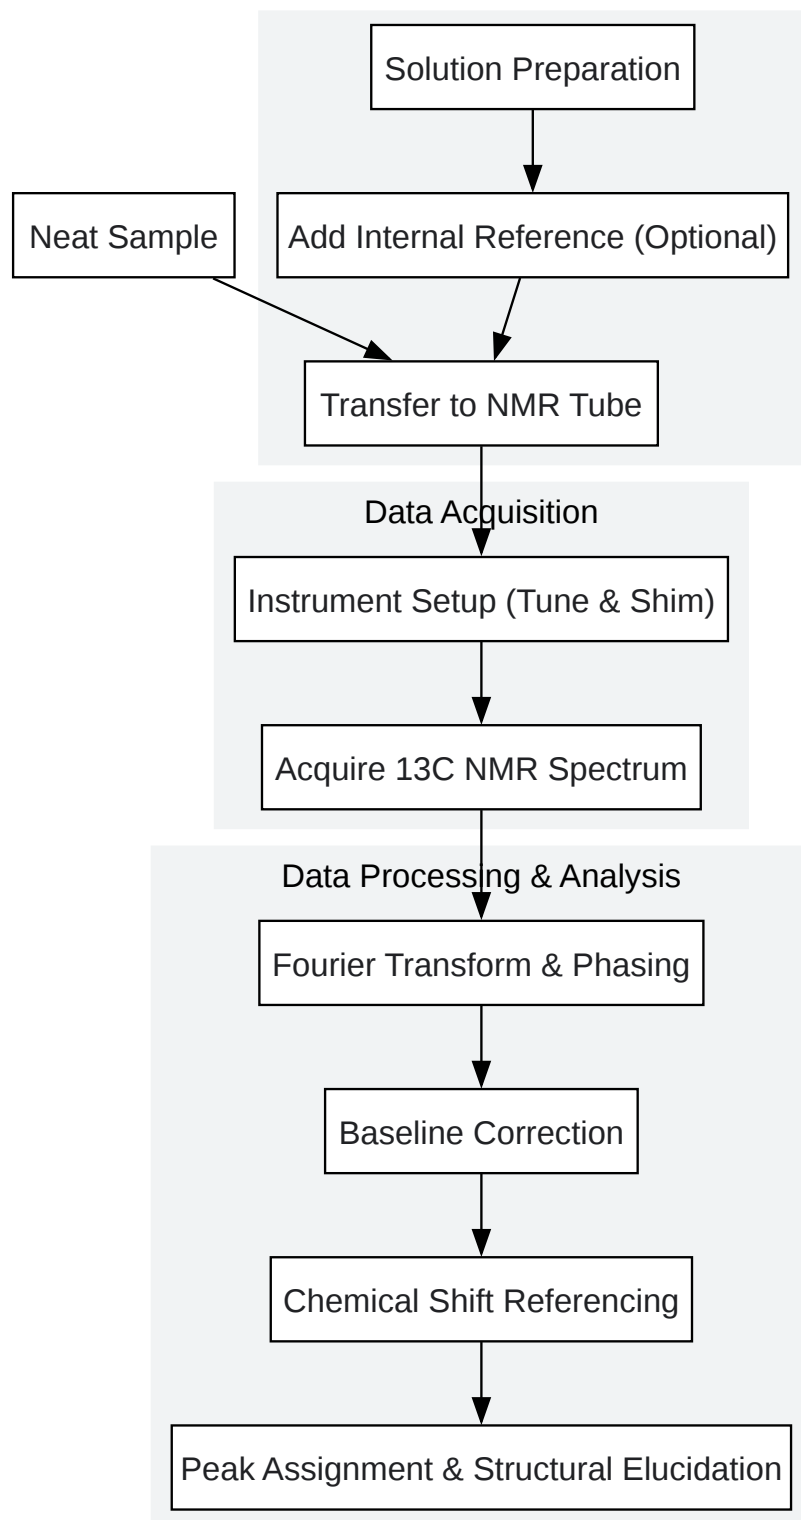 Solution Preparation
Neat Sample
Add Internal Reference (Optional)
Transfer to NMR Tube
Data Acquisition
Instrument Setup (Tune & Shim)
Acquire 13C NMR Spectrum
Data Processing & Analysis
Fourier Transform & Phasing
Baseline Correction
Chemical Shift Referencing
Peak Assignment & Structural Elucidation